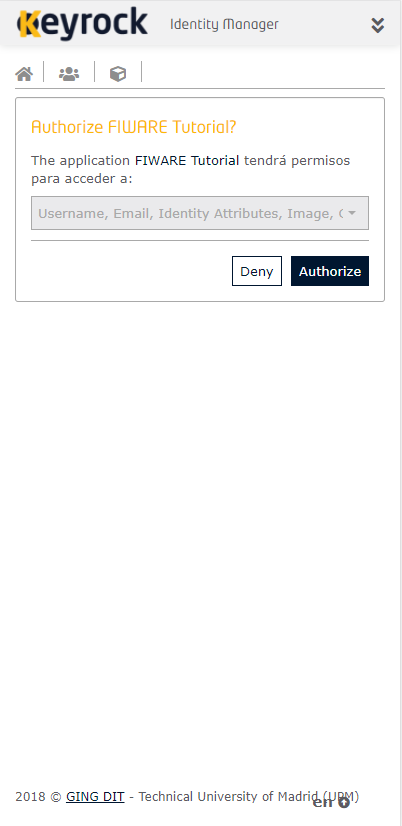 Keyrock Identity Manager
Authorize FIWARE Tutorial?
The application FIWARE Tutorial tendrá permisos
para acceder a:
Username, Email, Identity Attributes, Image,
Deny Authorize
2018 © GING DIT - Technical University of Madrid (UPM)
en